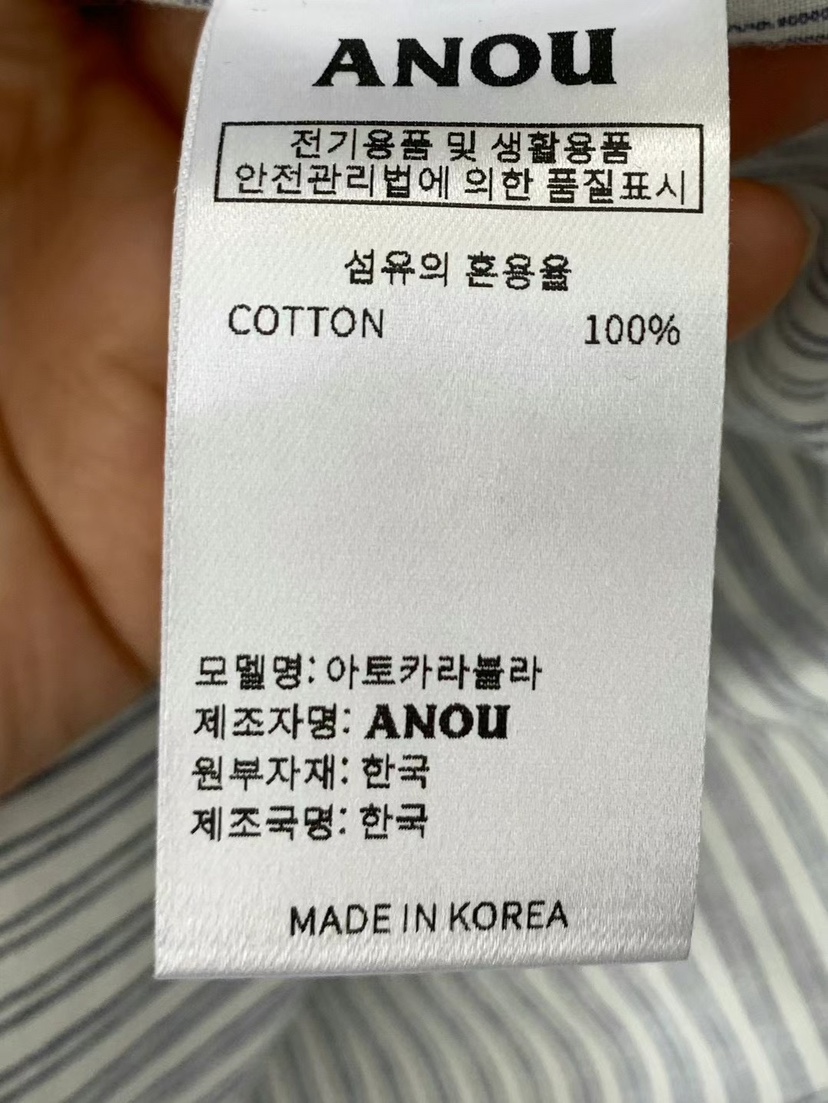 ANOU
전기용품 및 생활용품
안전관리법에 의한 품질표시
섬유의 혼용율
COTTON 100%
모델명: 아토카라블라
제조자명: ANOU
원부자재: 한국
제조국명: 한국
MADE IN KOREA